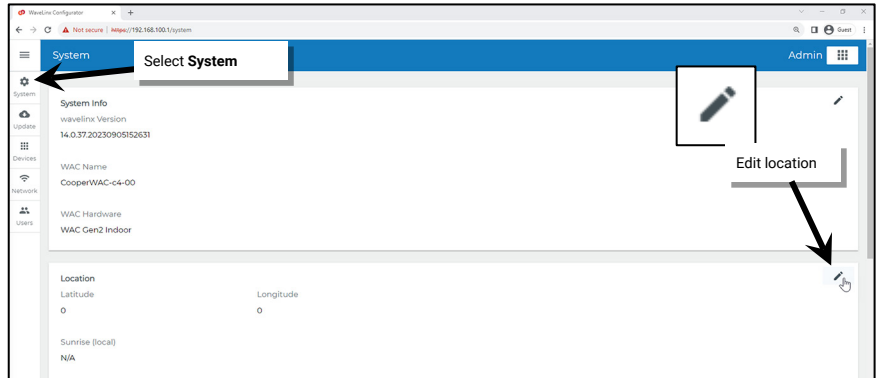 WaveLinx Configurator
Not secure | https://192.168.100.1/system
Guest
System
Admin
Select System
System
Update
Devices
Network
Users
System Info
wavelinx Version
14.0.37.20230905152631
WAC Name
CooperWAC-c4-00
WAC Hardware
WAC Gen2 Indoor
Edit location
Location
Latitude Longitude
0 0
Sunrise (local)
N/A